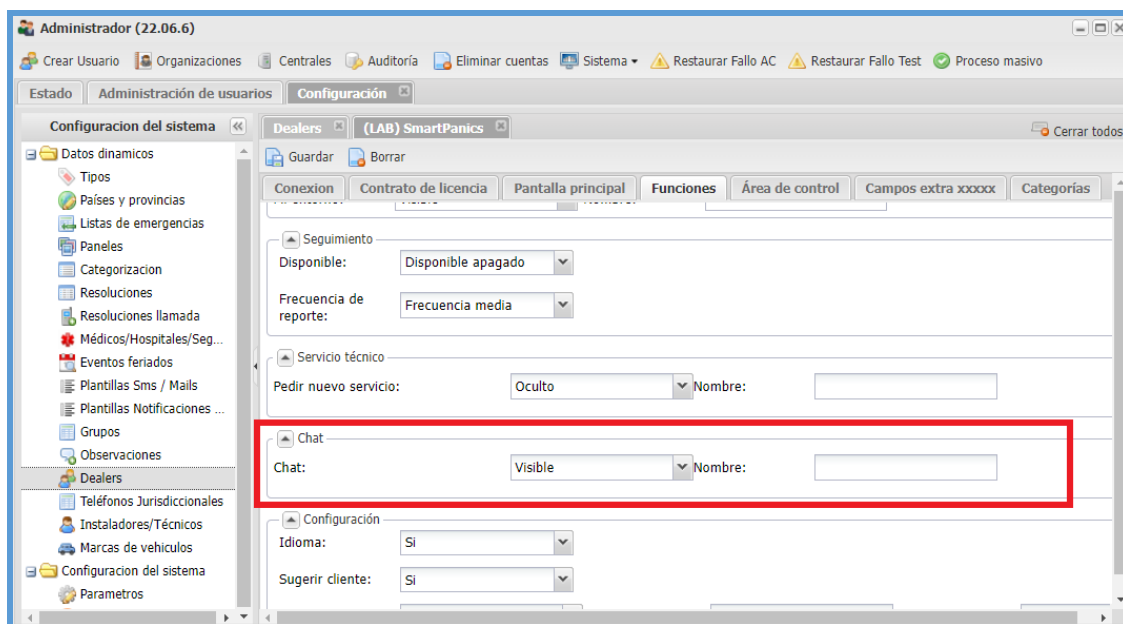 Administrador (22.06.6)
Crear Usuario Organizaciones Centrales Auditoría Eliminar cuentas Sistema Restaurar Fallo AC Restaurar Fallo Test Proceso masivo
Estado Administración de usuarios Configuración
Configuracion del sistema
Datos dinamicos
Tipos
Países y provincias
Listas de emergencias
Paneles
Categorizacion
Resoluciones
Resoluciones llamada
Médicos/Hospitales/Seg...
Eventos feriados
Plantillas Sms / Mails
Plantillas Notificaciones ...
Grupos
Observaciones
Dealers
Teléfonos Jurisdiccionales
Instaladores/Técnicos
Marcas de vehiculos
Configuracion del sistema
Parametros
Dealers (LAB) SmartPanics Cerrar todos
Guardar Borrar
Conexion Contrato de licencia Pantalla principal Funciones Área de control Campos extra xxxxx Categorías
Seguimiento
Disponible: Disponible apagado
Frecuencia de
reporte: Frecuencia media
Servicio técnico
Pedir nuevo servicio: Oculto Nombre:
Chat
Chat: Visible Nombre:
Configuración
Idioma: Si
Sugerir cliente: Si